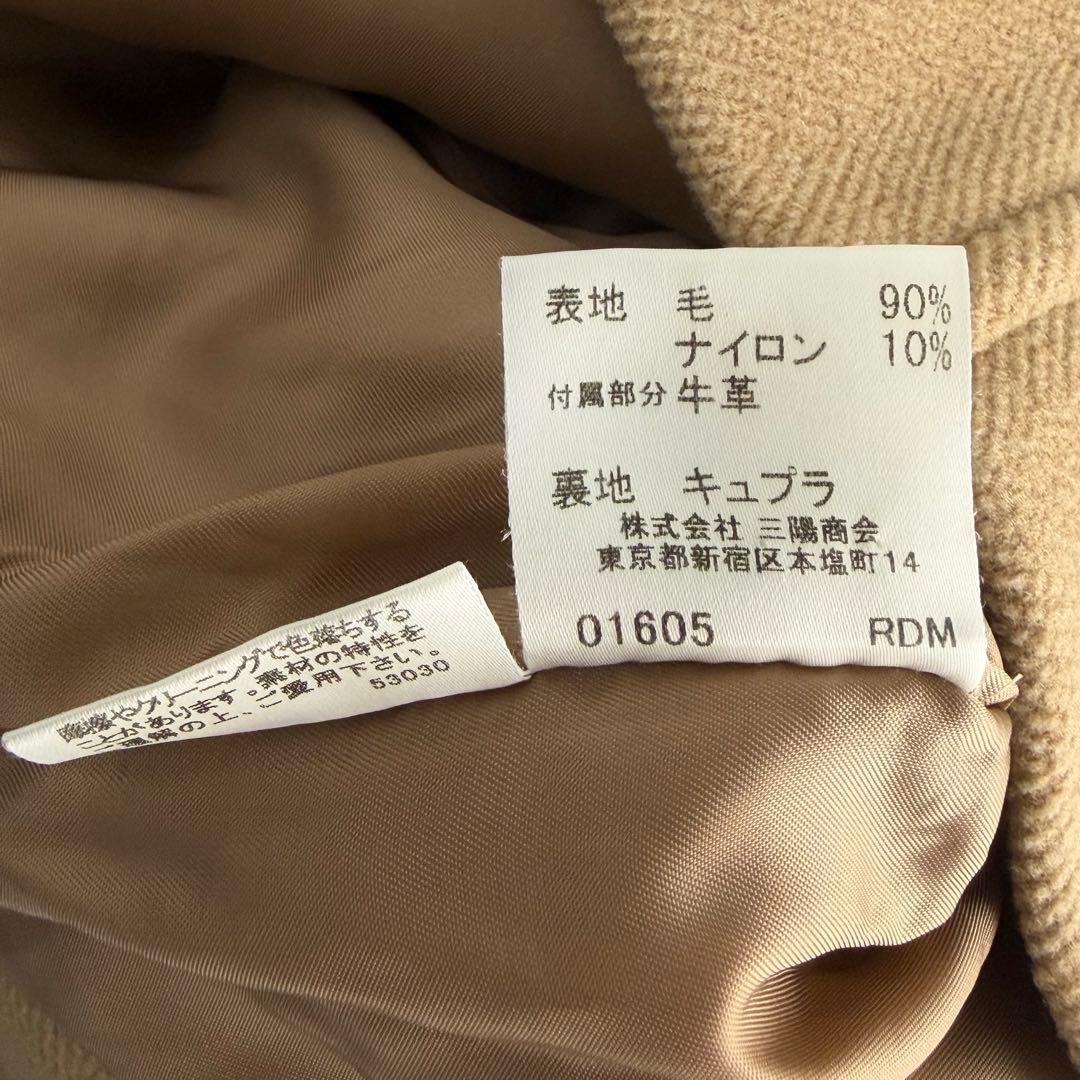 表地 毛 90%
ナイロン 10%
付属部分 牛革
裏地 キュプラ
株式会社 三陽商会
東京都新宿区本塩町14
01605 RDM
摩擦やクリーニングで色落ちする
ことがあります。素材の特性を
ご理解の上、ご愛用下さい。
53030